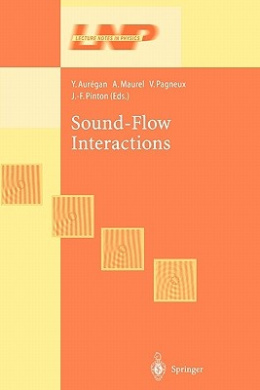 LNP
LECTURE NOTES IN PHYSICS
Y. Aurégan A. Maurel V. Pagneux
J.-F. Pinton (Eds.)
Sound-Flow
Interactions
Springer